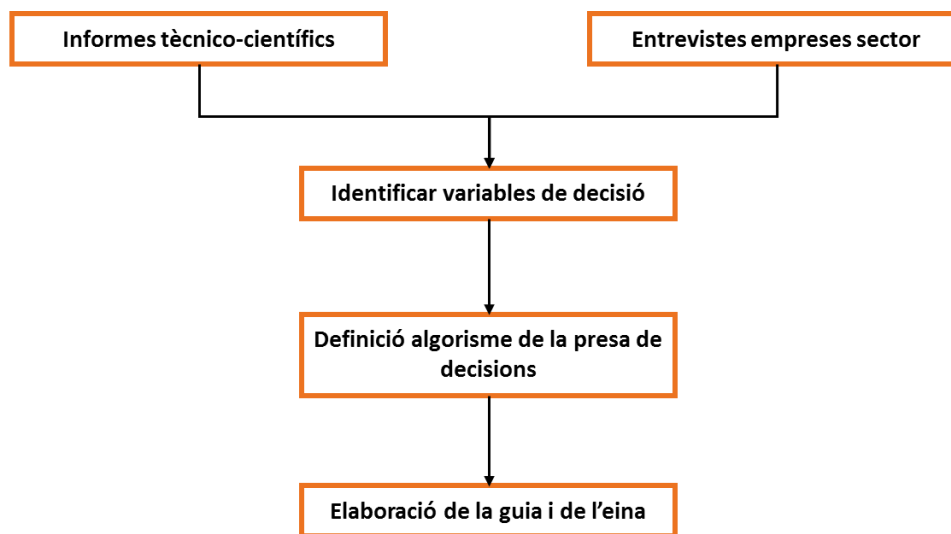 Informes tècnico-científics
Entrevistes empreses sector
Identificar variables de decisió
Definició algorisme de la presa de
decisions
Elaboració de la guia i de l’eina